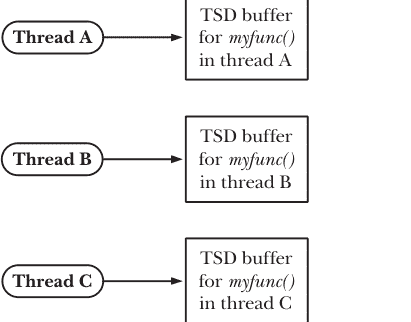 Thread A
TSD buffer
for myfunc()
in thread A
Thread B
TSD buffer
for myfunc()
in thread B
Thread C
TSD buffer
for myfunc()
in thread C